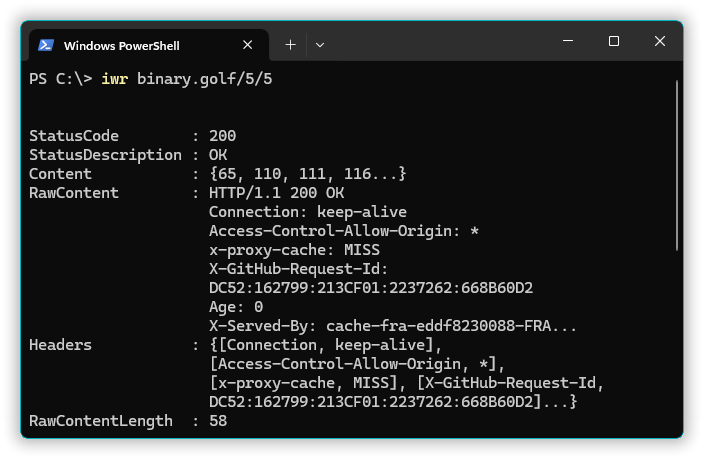 Windows PowerShell
PS C:\> iwr binary.golf/5/5
StatusCode        : 200
StatusDescription : OK
Content           : {65, 110, 111, 116...}
RawContent        : HTTP/1.1 200 OK
                    Connection: keep-alive
                    Access-Control-Allow-Origin: *
                    x-proxy-cache: MISS
                    X-GitHub-Request-Id:
                    DC52:162799:213CF01:2237262:668B60D2
                    Age: 0
                    X-Served-By: cache-fra-eddf8230088-FRA...
Headers           : {[Connection, keep-alive],
                    [Access-Control-Allow-Origin, *],
                    [x-proxy-cache, MISS], [X-GitHub-Request-Id,
                    DC52:162799:213CF01:2237262:668B60D2]...}
RawContentLength  : 58